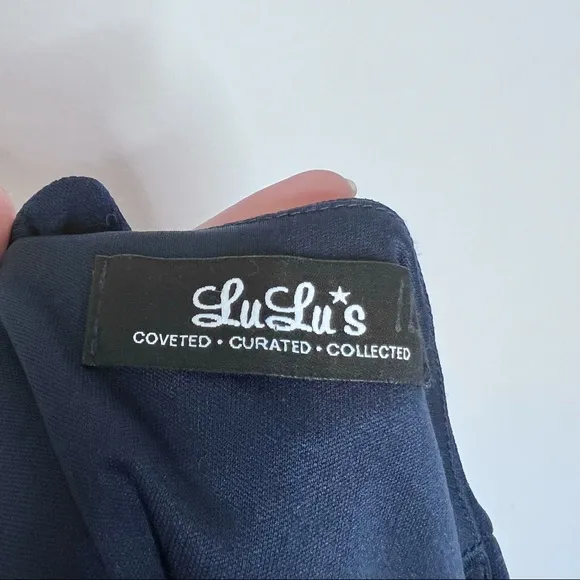 LuLu's
COVETED • CURATED • COLLECTED